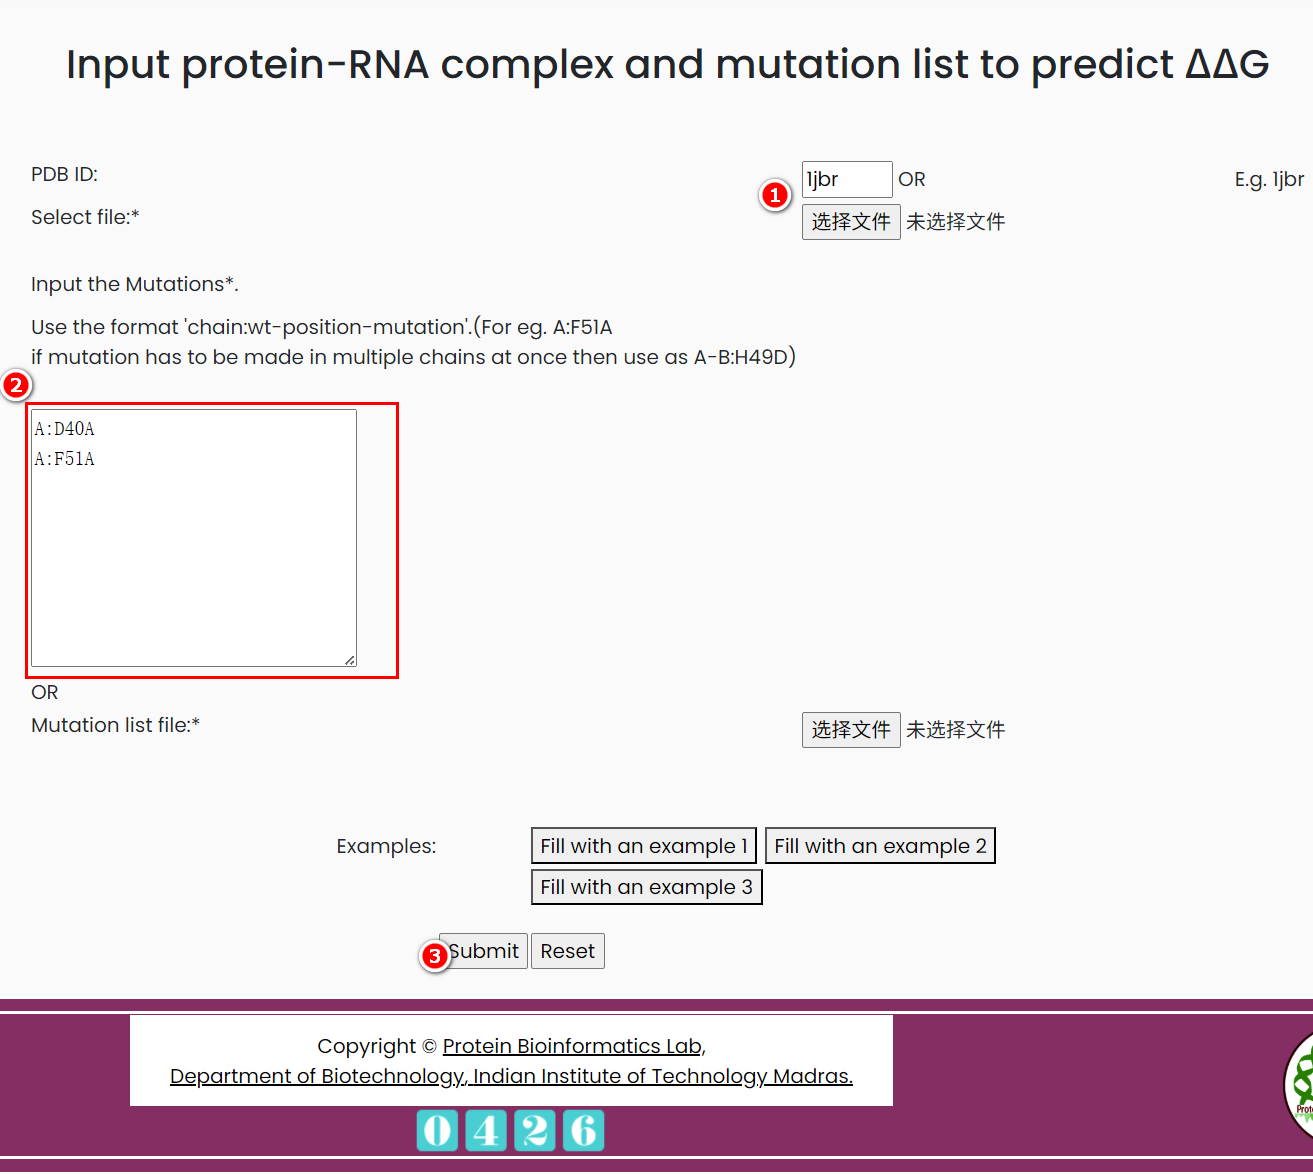 Input protein-RNA complex and mutation list to predict ΔΔG
PDB ID:
1jbr OR E.g. 1jbr
1
Select file:*
选择文件 未选择文件
Input the Mutations*.
Use the format 'chain:wt-position-mutation'.(For eg. A:F51A
if mutation has to be made in multiple chains at once then use as A-B:H49D)
2
A:D40A
A:F51A
OR
Mutation list file:*
选择文件 未选择文件
Examples:
Fill with an example 1 Fill with an example 2
Fill with an example 3
3 Submit Reset
Copyright © Protein Bioinformatics Lab,
Department of Biotechnology, Indian Institute of Technology Madras.
0 4 2 6